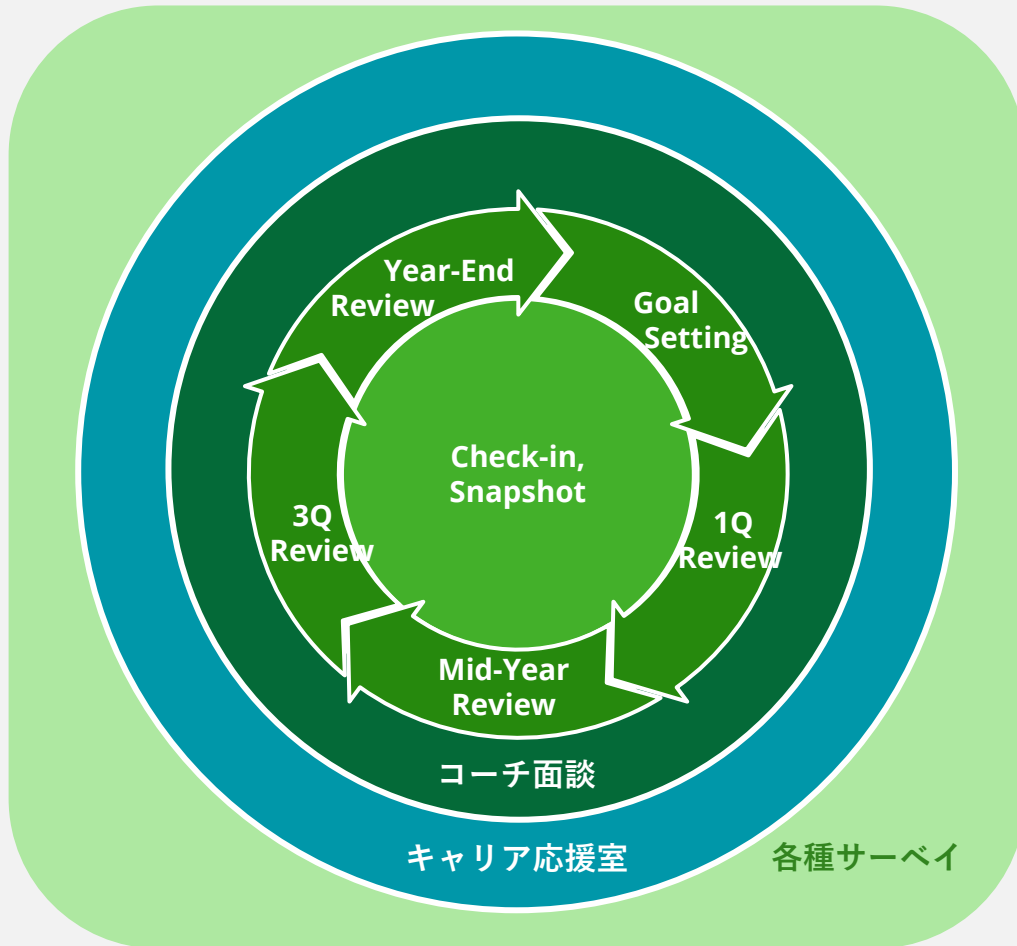 Year-End
Review
Goal
Setting
Check-in,
Snapshot
3Q
Review
1Q
Review
Mid-Year
Review
コーチ面談
キャリア応援室
各種サーベイ